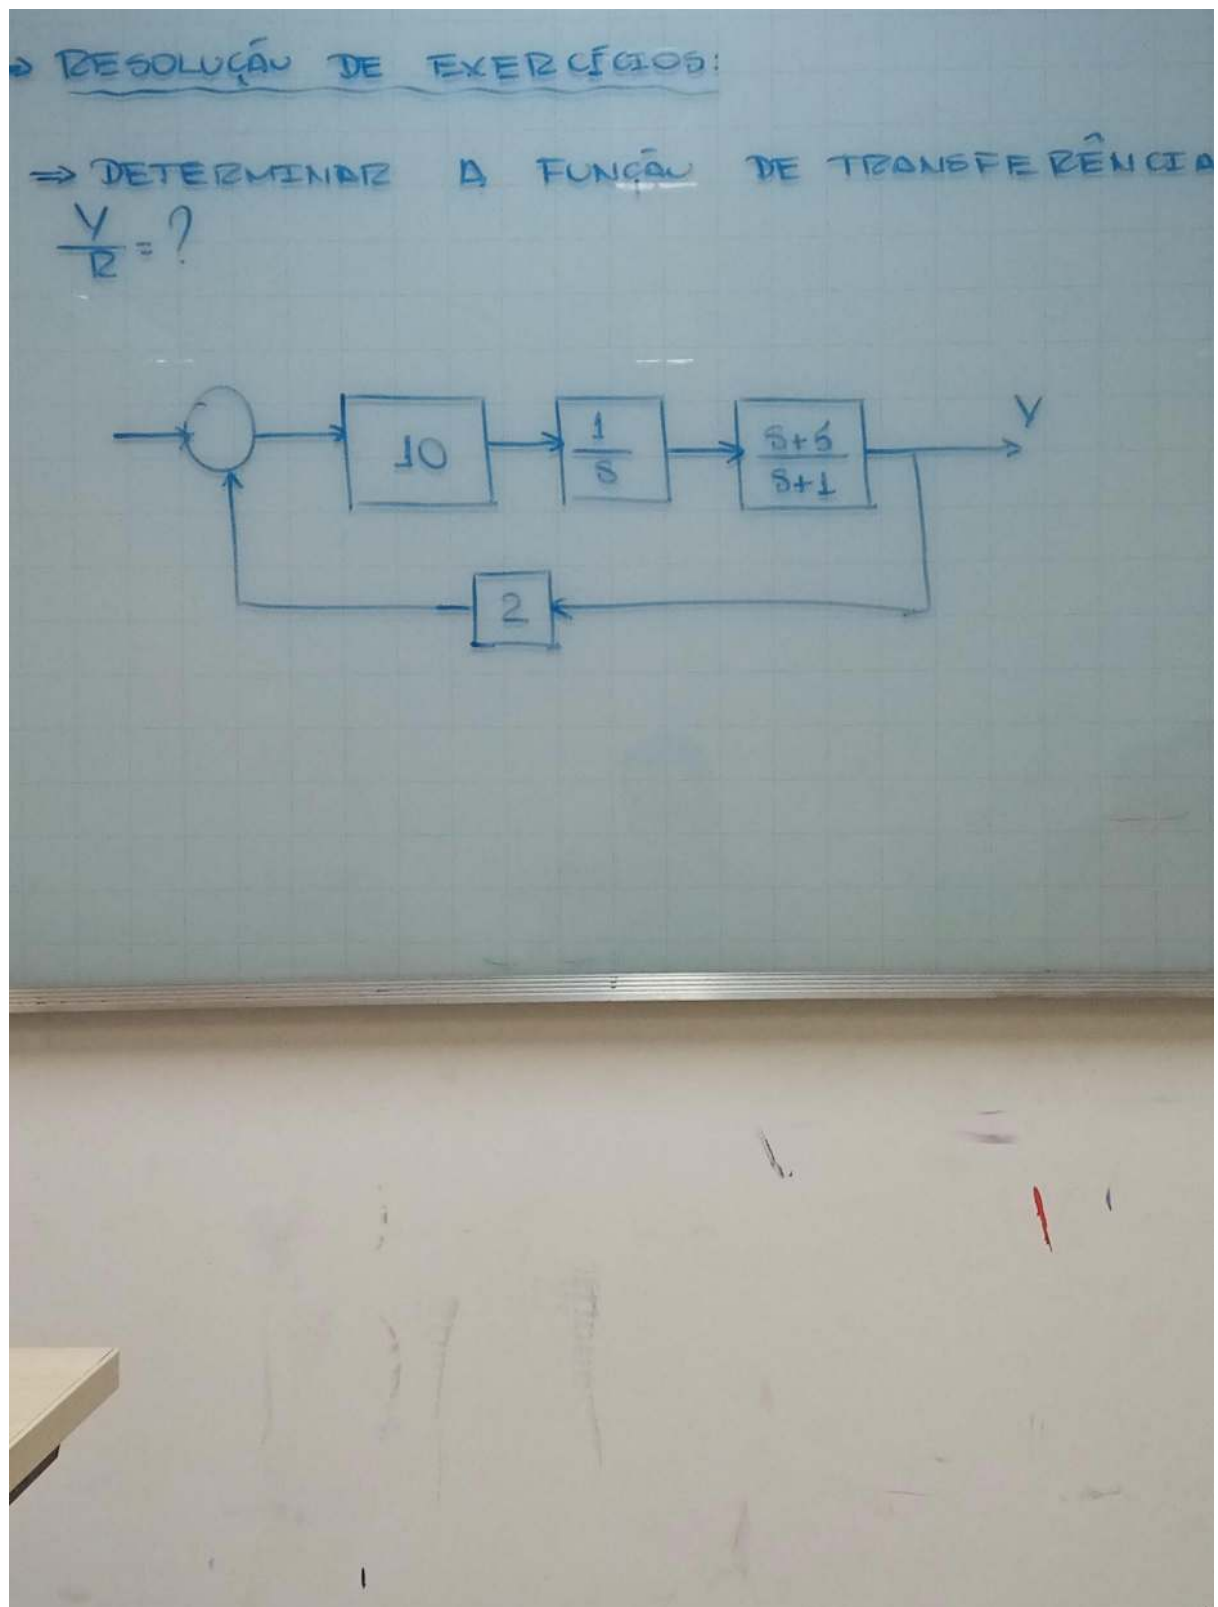 ⇒ RESOLUÇÃO DE EXERCÍCIOS:
⇒ DETERMINAR A FUNÇÃO DE TRANSFERÊNCIA
Y/R = ?
10
1/S
S+5/S+1
Y
2